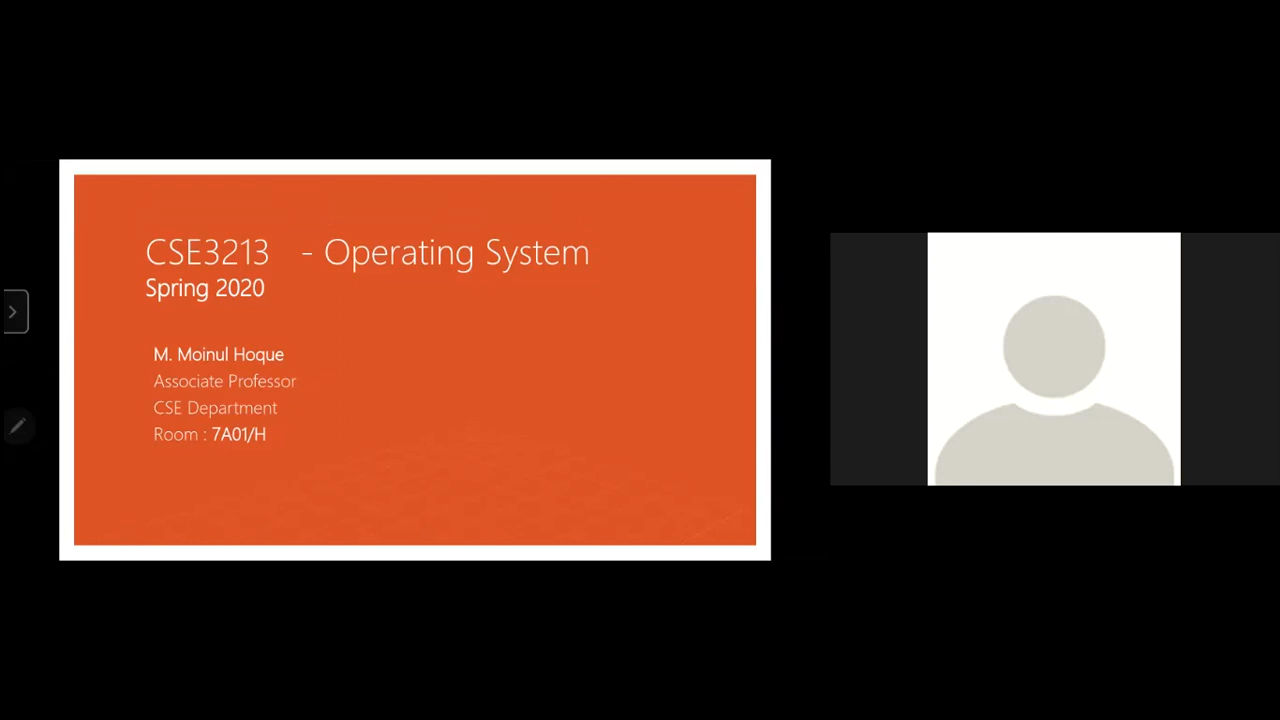 CSE3213 - Operating System
Spring 2020
M. Moinul Hoque
Associate Professor
CSE Department
Room : 7A01/H